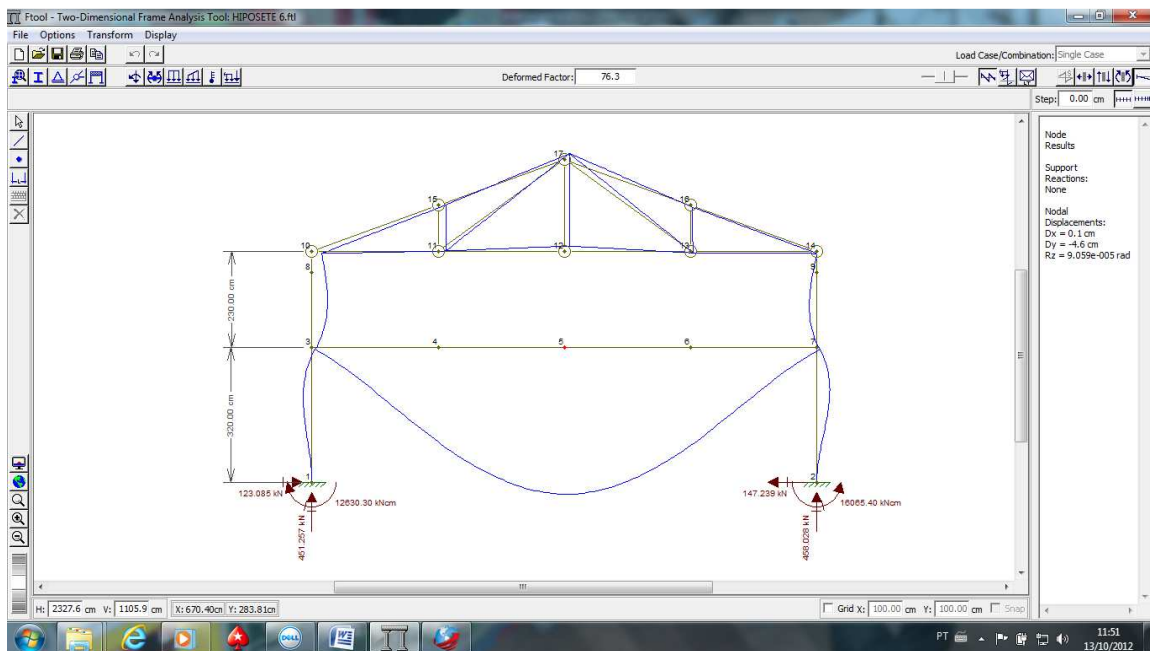 Ftool - Two-Dimensional Frame Analysis Tool: HIPOSETE 6.ftl
File Options Transform Display
Load Case/Combination: Single Case
Deformed Factor: 76.3
Step: 0.00 cm
Node
Results
Support
Reactions:
None
Nodal
Displacements:
Dx = 0.1 cm
Dy = -4.6 cm
Rz = 9.059e-005 rad
17
15
16
10
11
12
13
14
8
9
230.00 cm
3
4
5
6
7
320.00 cm
1
2
123.085 kN
12630.30 kNcm
451.257 kN
147.239 kN
16065.40 kNcm
458.028 kN
H: 2327.6 cm V: 1105.9 cm X: 670.40cm Y: 283.81cm
Grid X: 100.00 cm Y: 100.00 cm Snap
DELL
PT
11:51
13/10/2012